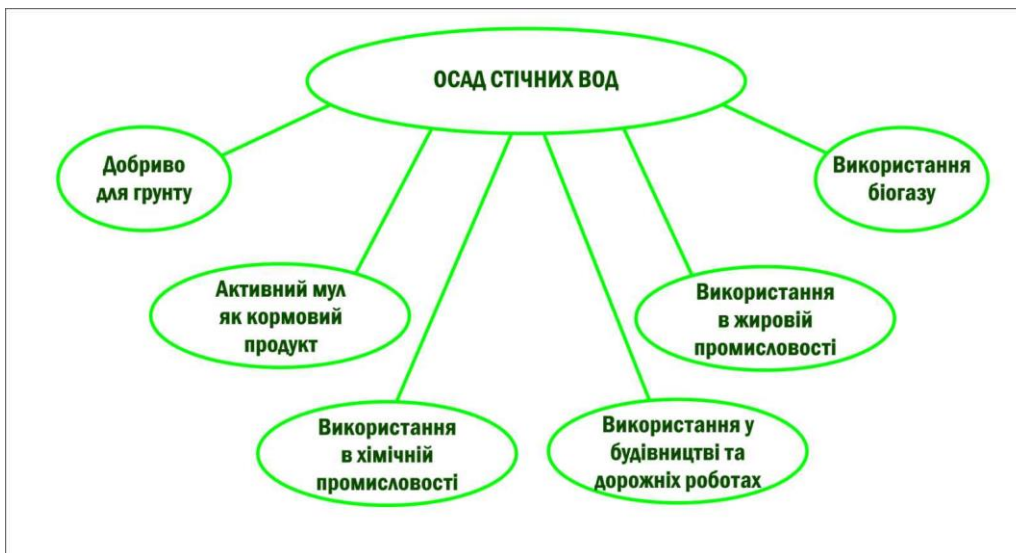 ОСАД СТІЧНИХ ВОД
Добриво
для грунту
Використання
біогазу
Активний мул
як кормовий
продукт
Використання
в жировій
промисловості
Використання
в хімічній
промисловості
Використання у
будівництві та
дорожніх роботах